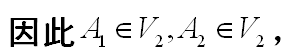 因此 A₁ ∈ V₂, A₂ ∈ V₂，